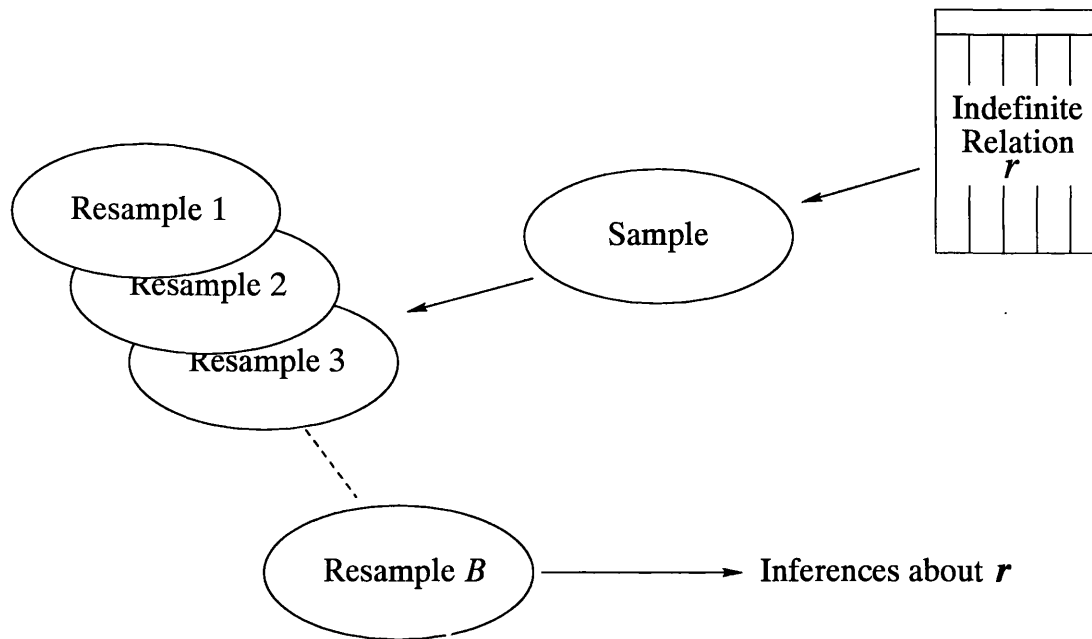 Indefinite
Relation
r
Resample 1
Sample
Resample 2
Resample 3
Resample B
Inferences about r